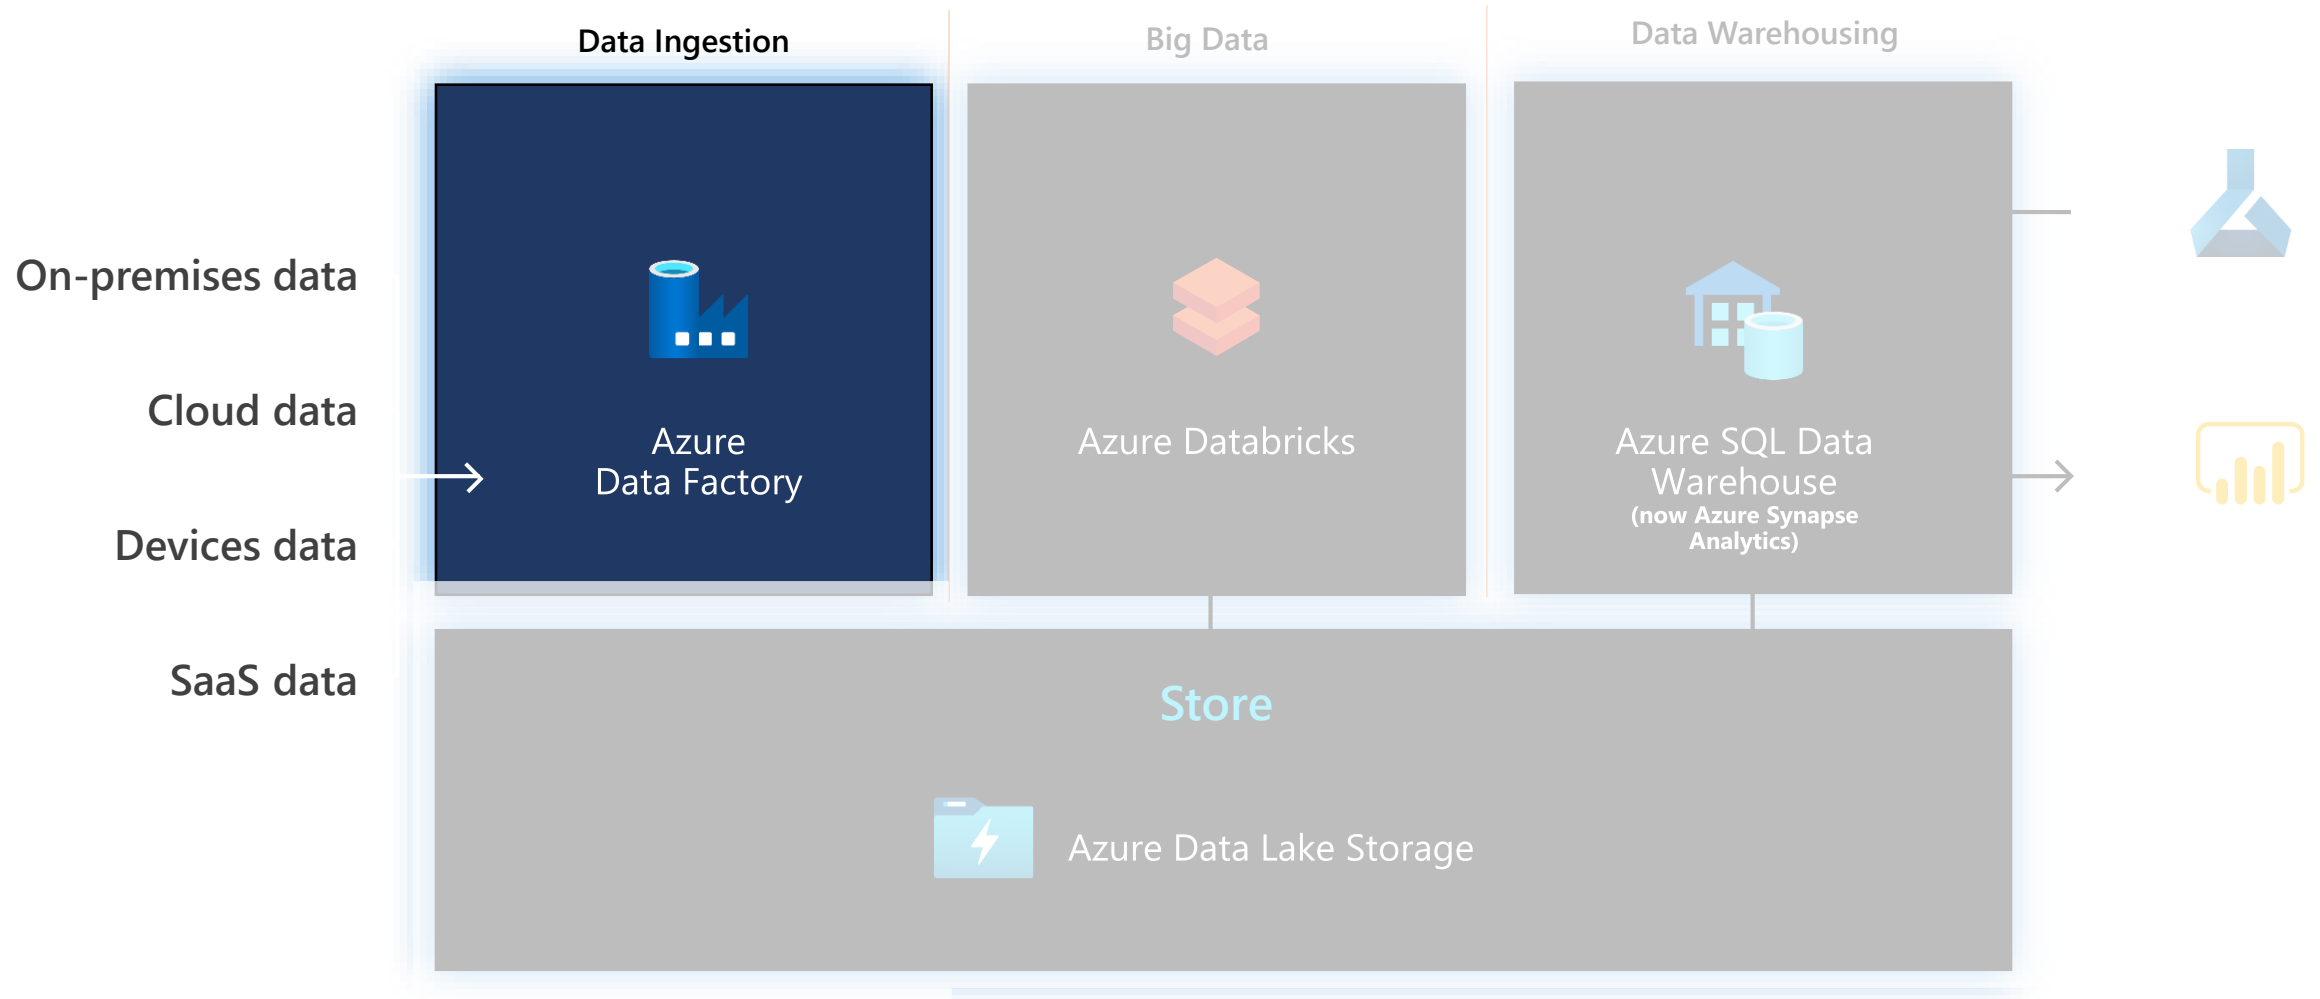 Data Ingestion
Big Data
Data Warehousing
On-premises data
Cloud data
Devices data
SaaS data
Azure
Data Factory
Azure Databricks
Azure SQL Data
Warehouse
(now Azure Synapse
Analytics)
Store
Azure Data Lake Storage